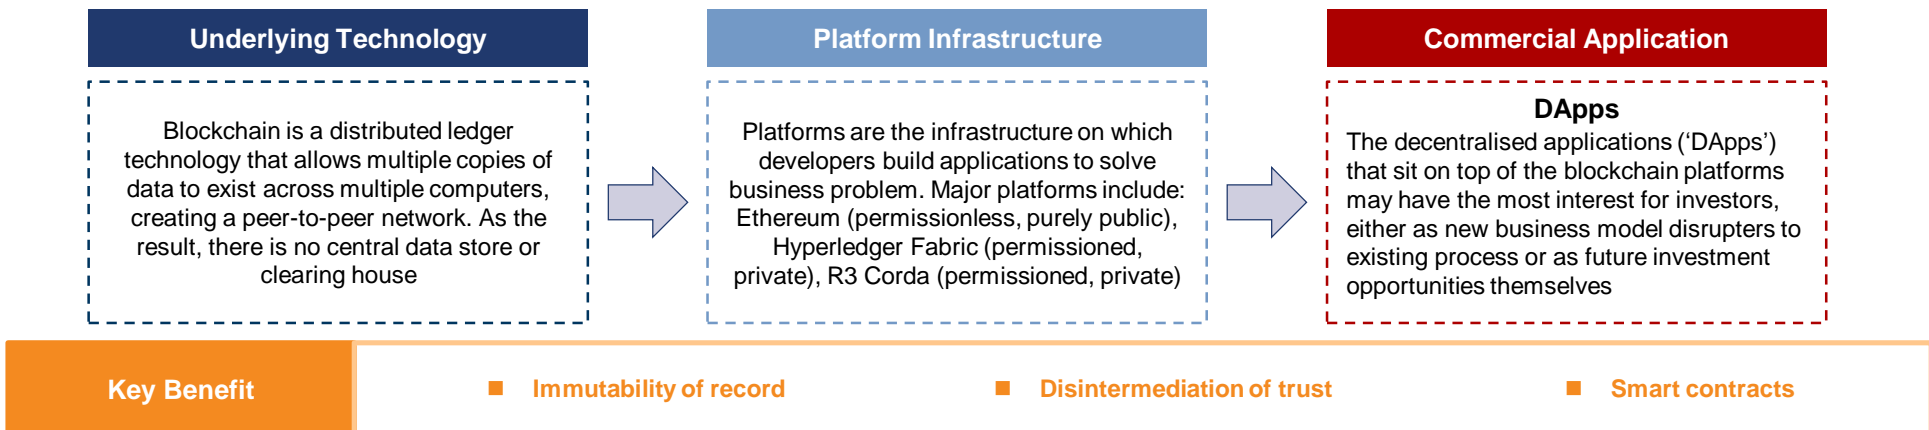 Underlying Technology
Blockchain is a distributed ledger
technology that allows multiple copies of
data to exist across multiple computers,
creating a peer-to-peer network. As the
result, there is no central data store or
clearing house
Platform Infrastructure
Platforms are the infrastructure on which
developers build applications to solve
business problem. Major platforms include:
Ethereum (permissionless, purely public),
Hyperledger Fabric (permissioned,
private), R3 Corda (permissioned, private)
Commercial Application
DApps
The decentralised applications (‘DApps’)
that sit on top of the blockchain platforms
may have the most interest for investors,
either as new business model disrupters to
existing process or as future investment
opportunities themselves
Key Benefit
■ Immutability of record
■ Disintermediation of trust
■ Smart contracts